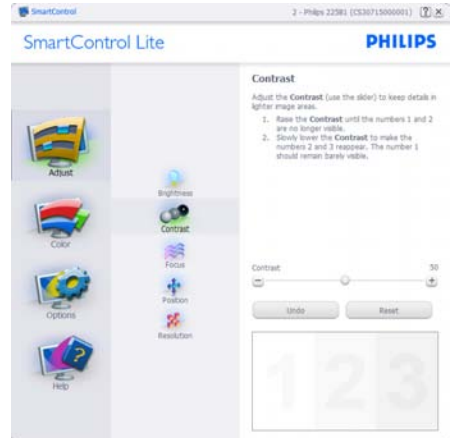 SmartControl
2 - Philips 225B1 (CS30715000001)
SmartControl Lite
PHILIPS
Adjust
Color
Options
Help
Brightness
Contrast
Focus
Position
Resolution
Contrast
Adjust the Contrast (use the slider) to keep details in
lighter image areas.
1. Raise the Contrast until the numbers 1 and 2
are no longer visible.
2. Slowly lower the Contrast to make the
numbers 2 and 3 reappear. The number 1
should remain barely visible.
Contrast 50
Undo Reset
1 2 3